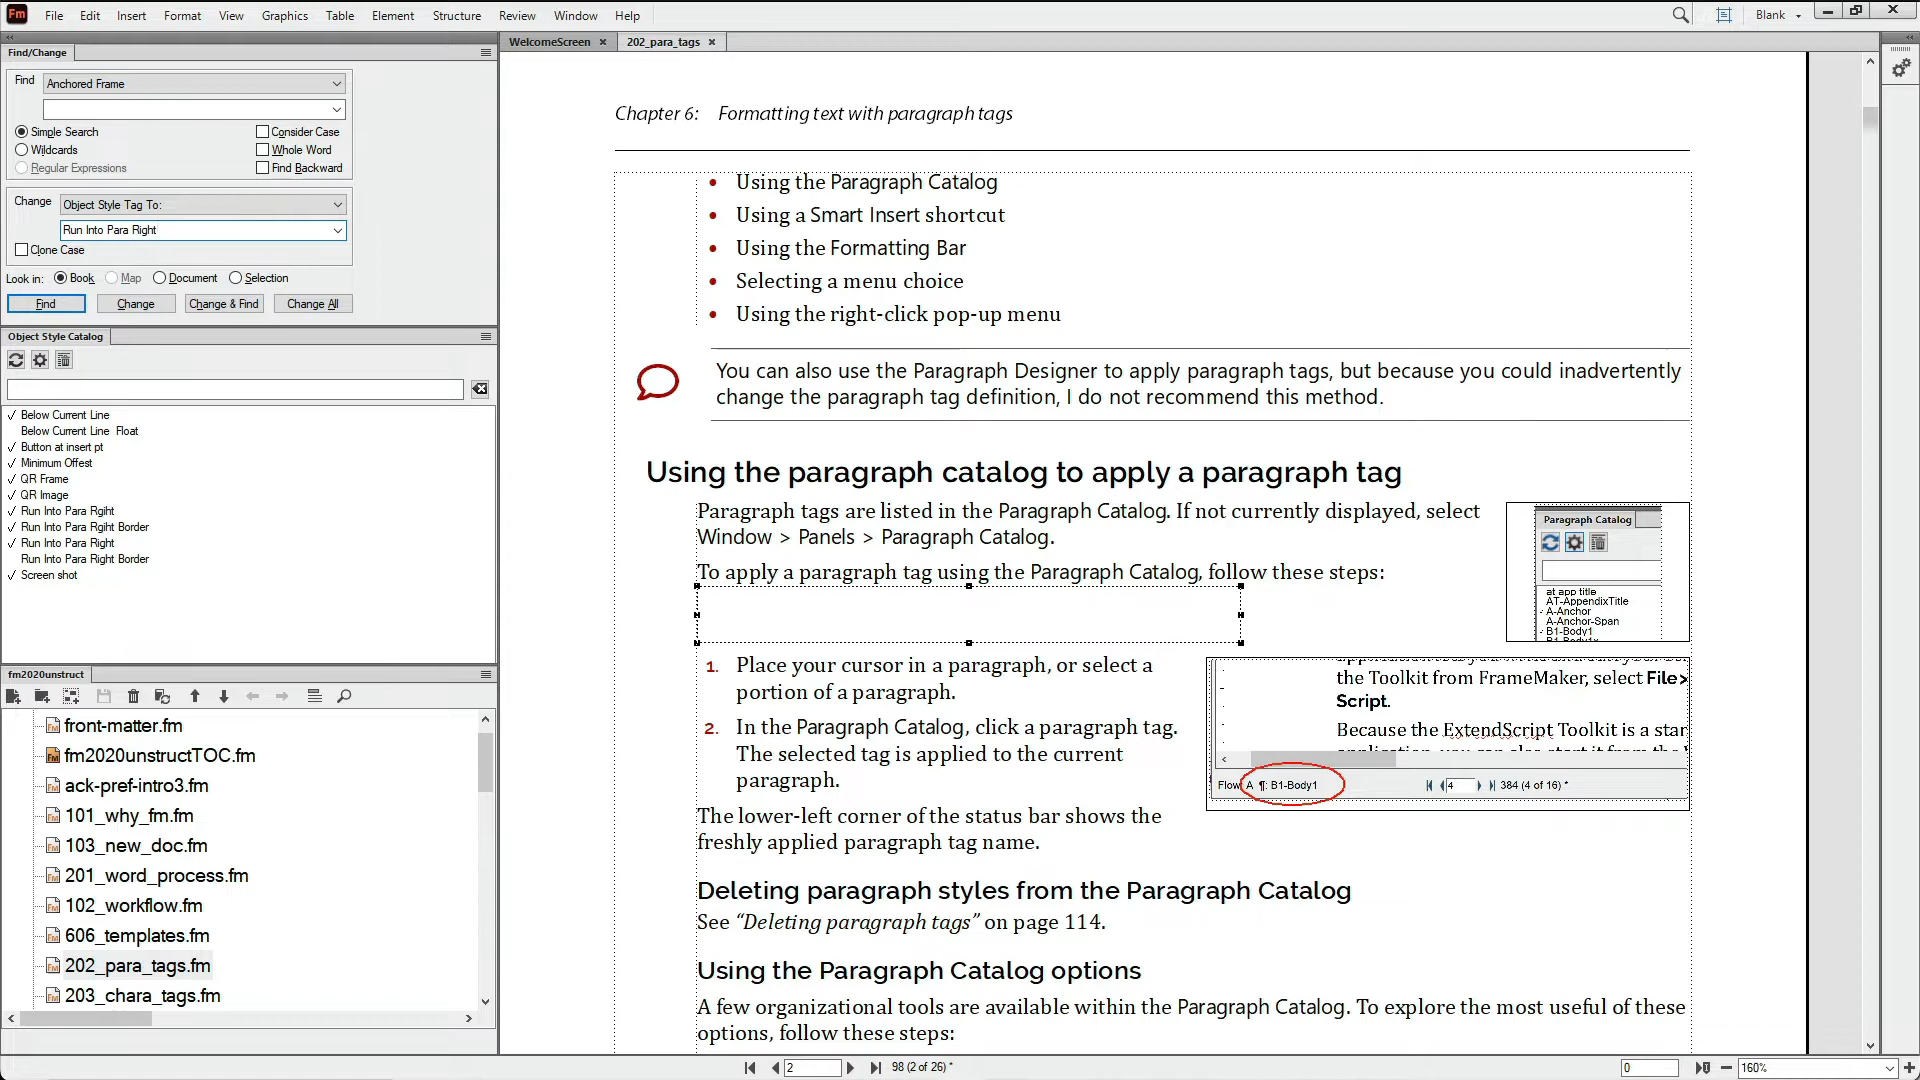 Fm File Edit Insert Format View Graphics Table Element Structure Review Window Help Blank
Find/Change
Find Anchored Frame
Simple Search Consider Case
Wildcards Whole Word
Regular Expressions Find Backward
Change Object Style Tag To:
Run Into Para Right
Clone Case
Look in: Book Map Document Selection
Find Change Change & Find Change All
Object Style Catalog
Below Current Line
Below Current Line Float
Button at insert pt
Minimum Offest
QR Frame
QR Image
Run Into Para Rgiht
Run Into Para Rgiht Border
Run Into Para Right
Run Into Para Right Border
Screen shot
fm2020unstruct
front-matter.fm
fm2020unstructTOC.fm
ack-pref-intro3.fm
101_why_fm.fm
103_new_doc.fm
201_word_process.fm
102_workflow.fm
606_templates.fm
202_para_tags.fm
203_chara_tags.fm
WelcomeScreen 202_para_tags
Chapter 6: Formatting text with paragraph tags
• Using the Paragraph Catalog
• Using a Smart Insert shortcut
• Using the Formatting Bar
• Selecting a menu choice
• Using the right-click pop-up menu
You can also use the Paragraph Designer to apply paragraph tags, but because you could inadvertently
change the paragraph tag definition, I do not recommend this method.
Using the paragraph catalog to apply a paragraph tag
Paragraph tags are listed in the Paragraph Catalog. If not currently displayed, select
Window > Panels > Paragraph Catalog.
To apply a paragraph tag using the Paragraph Catalog, follow these steps:
Paragraph Catalog
at app title
AT-AppendixTitle
A-Anchor
A-Anchor-Span
B1-Body1
1. Place your cursor in a paragraph, or select a
portion of a paragraph.
2. In the Paragraph Catalog, click a paragraph tag.
The selected tag is applied to the current
paragraph.
the Toolkit from FrameMaker, select File>
Script.
Because the ExtendScript Toolkit is a star
Flow A ¶: B1-Body1 4 384 (4 of 16) *
The lower-left corner of the status bar shows the
freshly applied paragraph tag name.
Deleting paragraph styles from the Paragraph Catalog
See “Deleting paragraph tags” on page 114.
Using the Paragraph Catalog options
A few organizational tools are available within the Paragraph Catalog. To explore the most useful of these
options, follow these steps:
2 98 (2 of 26) * 0 160%